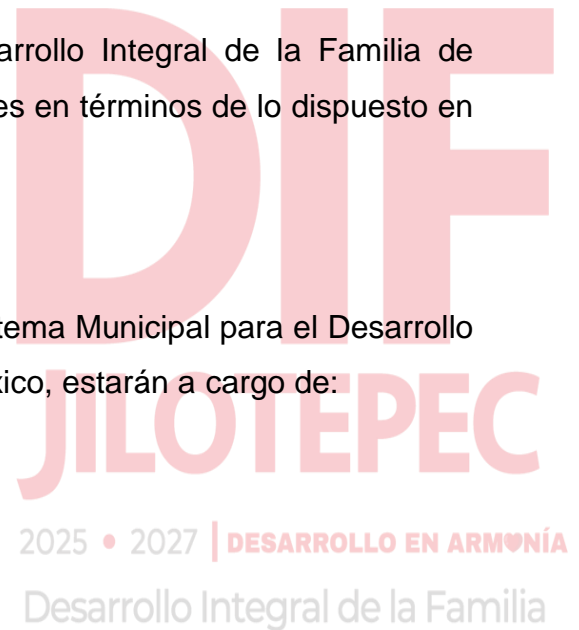 arrollo Integral de la Familia de
es en términos de lo dispuesto en
DIF
tema Municipal para el Desarrollo
xico, estarán a cargo de:
JILOTEPEC
2025 • 2027 | DESARROLLO EN ARMONÍA
Desarrollo Integral de la Familia